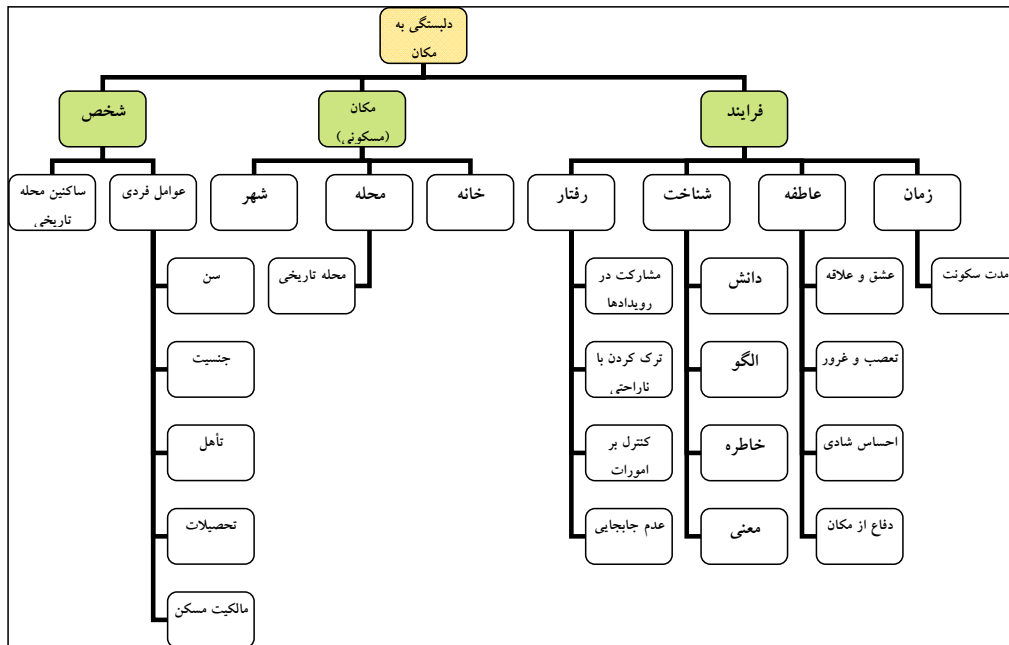 دلبستگی به
مکان
فرایند
مکان
(مسکونی)
شخص
زمان
عاطفه
شناخت
رفتار
خانه
محله
شهر
عوامل فردی
ساکنین محله
تاریخی
مدت سکونت
عشق و علاقه
دانش
مشارکت در
رویدادها
محله تاریخی
سن
تعصب و غرور
الگو
ترک کردن با
ناراحتی
جنسیت
احساس شادی
خاطره
کنترل بر
امورات
تأهل
دفاع از مکان
معنی
عدم جابجایی
تحصیلات
مالکیت مسکن